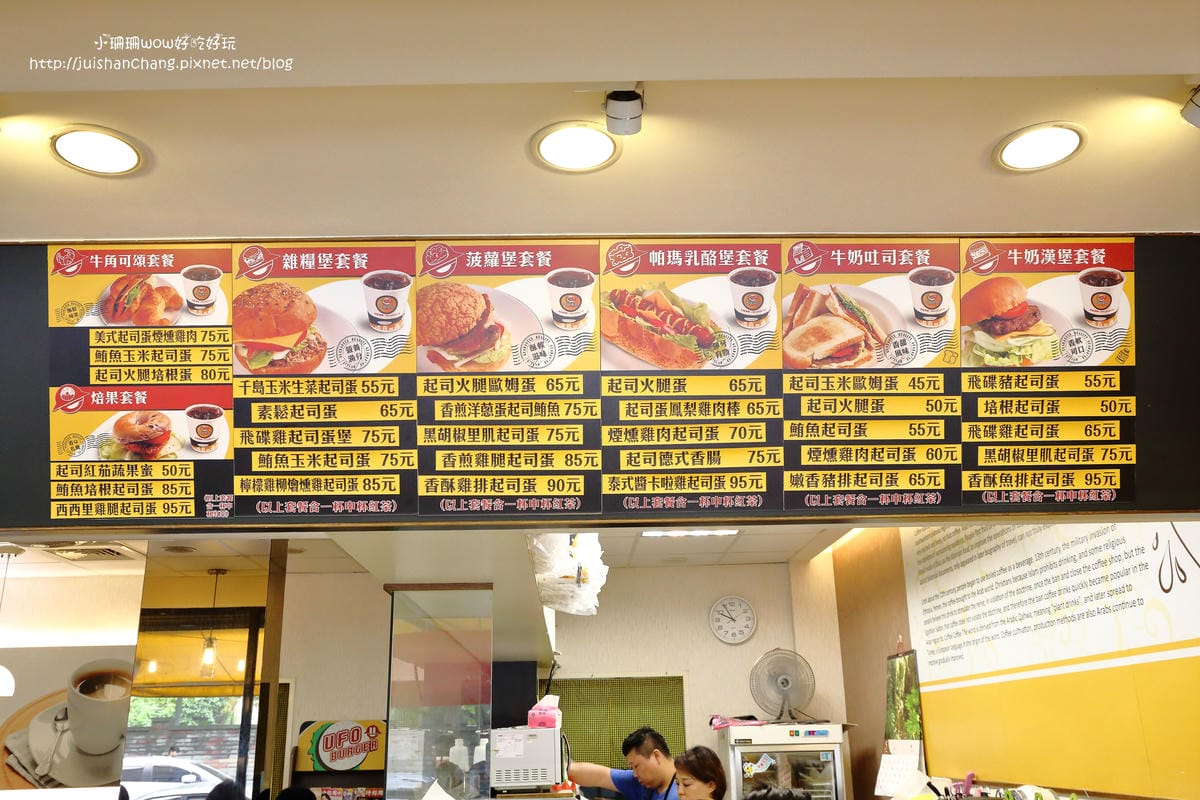 小珊珊wow好吃好玩
http://juishanchang.pixnet.net/blog
牛角可頌套餐
美式起司蛋煙燻雞肉75元
鮪魚玉米起司蛋 75元
起司火腿培根蛋 80元
焙果套餐
起司紅茄蔬果蜜 50元
鮪魚培根起司蛋 85元
西西里雞腿起司蛋 95元
雜糧堡套餐
千島玉米生菜起司蛋 55元
素鬆起司蛋 65元
飛碟雞起司蛋堡 75元
鮪魚玉米起司蛋 75元
檸檬雞柳燴燻雞起司蛋 85元
(以上套餐含一杯中杯紅茶)
菠蘿堡套餐
起司火腿歐姆蛋 65元
香煎洋蔥蛋起司鮪魚 75元
黑胡椒里肌起司蛋 75元
香煎雞腿起司蛋 85元
香酥雞排起司蛋 90元
(以上套餐含一杯中杯紅茶)
帕瑪乳酪堡套餐
起司火腿蛋 65元
起司蛋鳳梨雞肉棒 65元
煙燻雞肉起司蛋 70元
起司德式香腸 75元
泰式醬卡啦雞起司蛋 95元
(以上套餐含一杯中杯紅茶)
牛奶吐司套餐
起司玉米歐姆蛋 45元
起司火腿蛋 50元
鮪魚起司蛋 55元
煙燻雞肉起司蛋 60元
嫩香豬排起司蛋 65元
(以上套餐含一杯中杯紅茶)
牛奶漢堡套餐
飛碟豬起司蛋 55元
培根起司蛋 50元
飛碟雞起司蛋 65元
黑胡椒里肌起司蛋 75元
香酥魚排起司蛋 95元
(以上套餐含一杯中杯紅茶)
UFO
BURGER